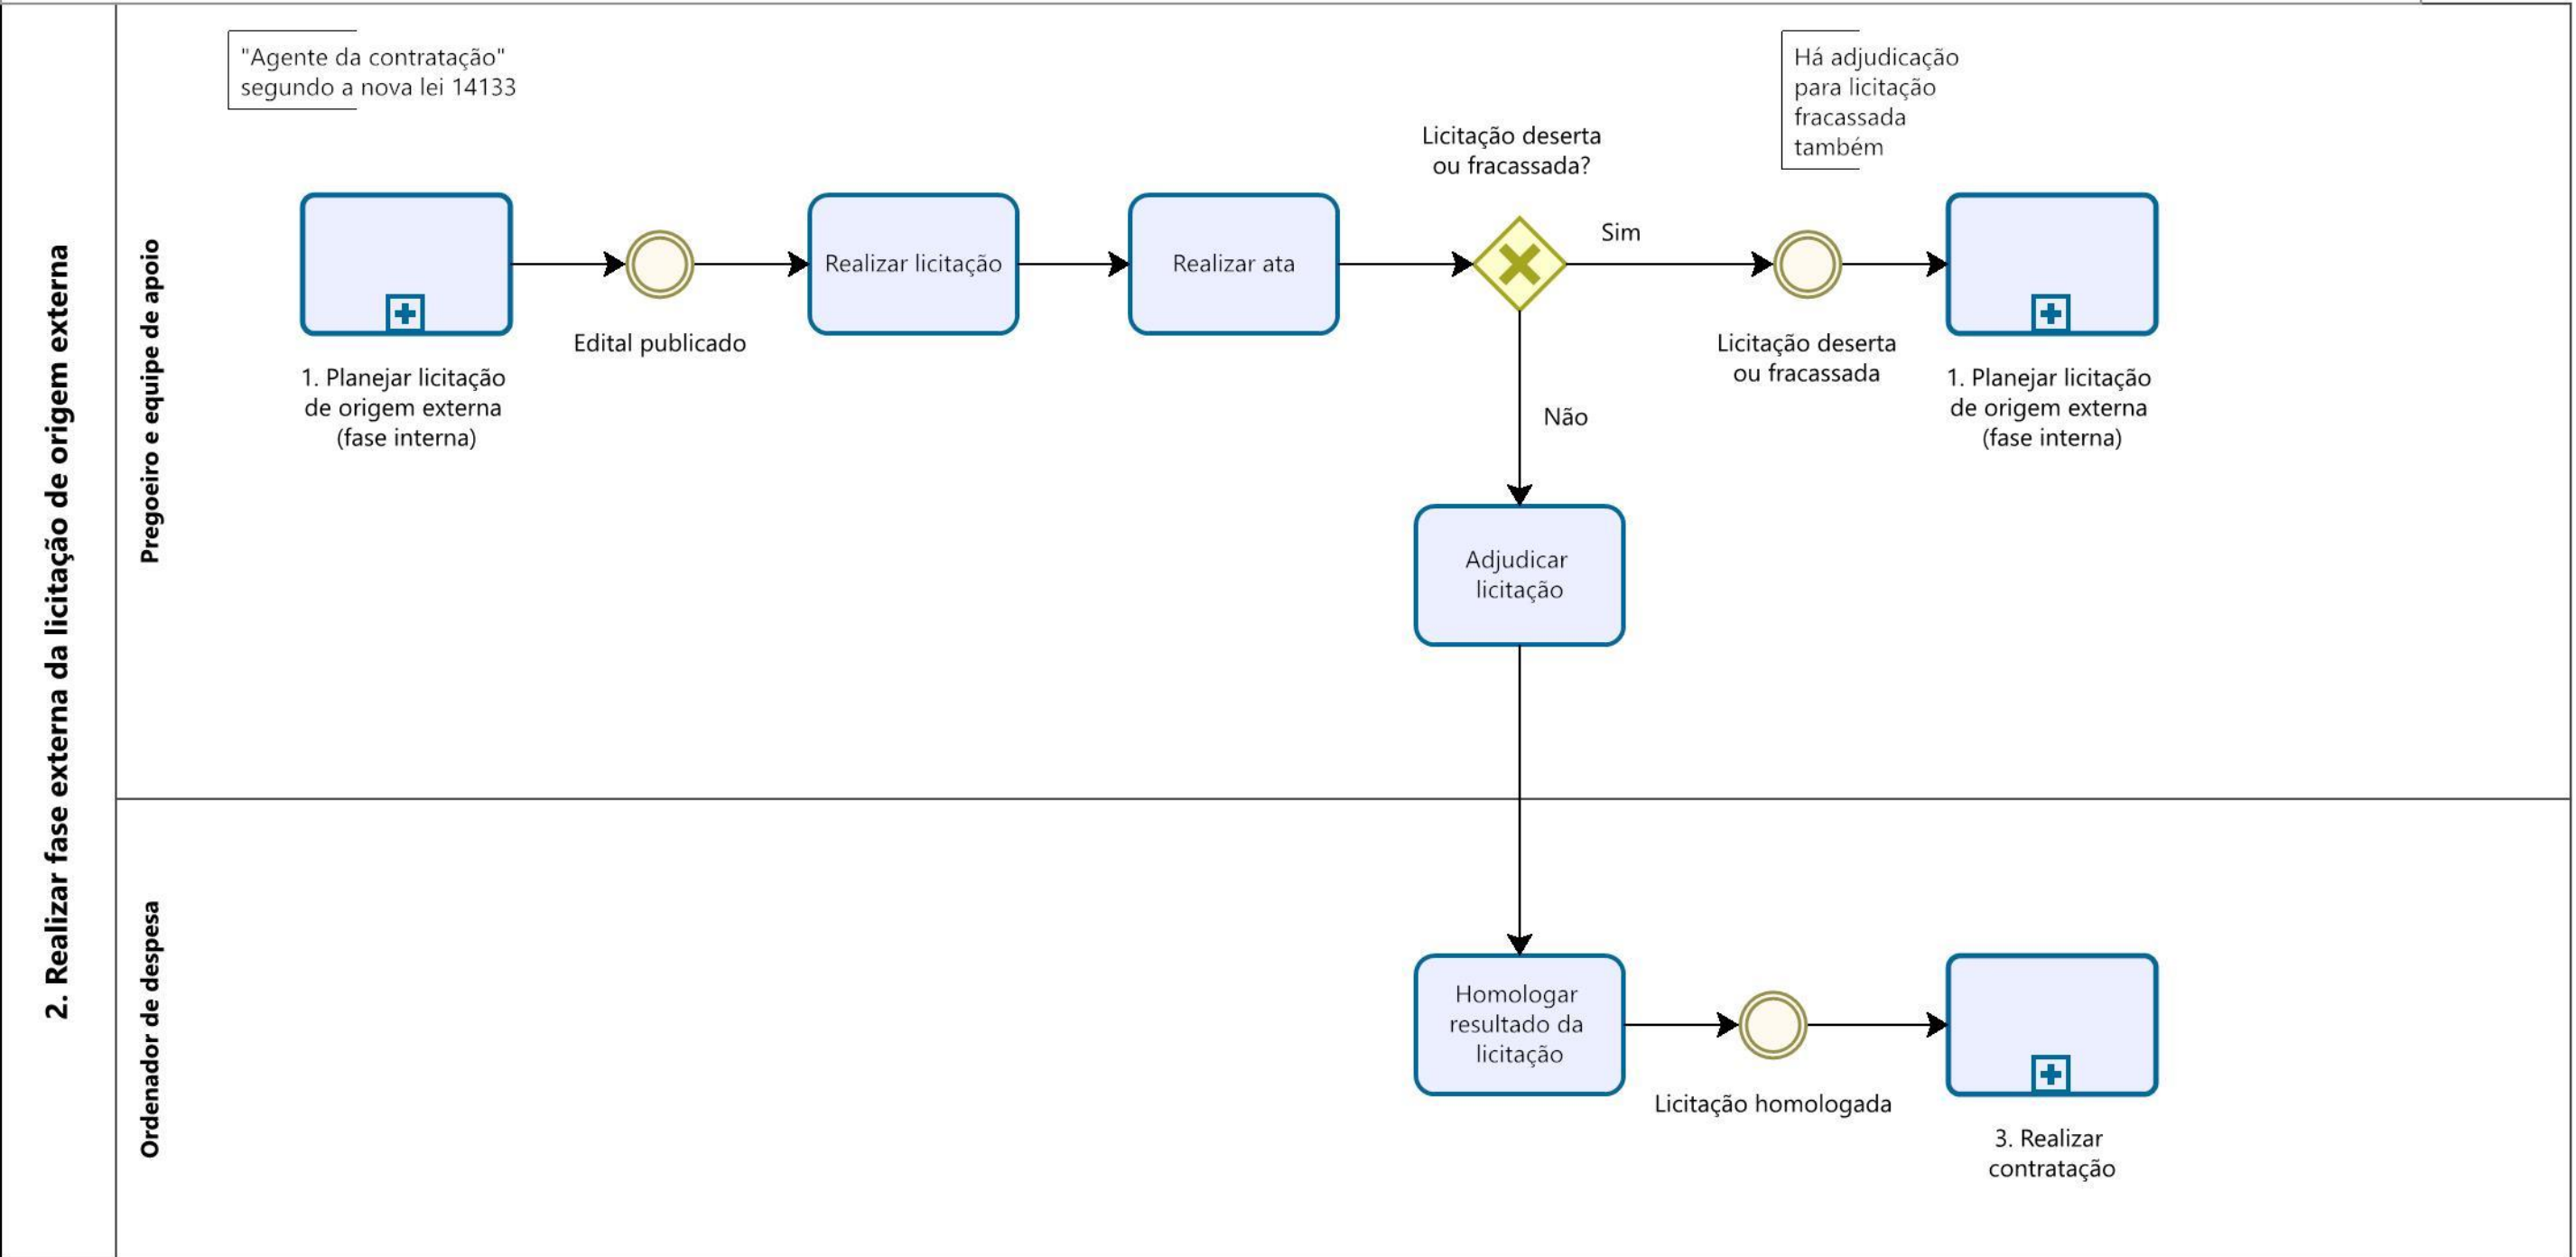 2. Realizar fase externa da licitação de origem externa
Pregoeiro e equipe de apoio
"Agente da contratação"
segundo a nova lei 14133
1. Planejar licitação
de origem externa
(fase interna)
Edital publicado
Realizar licitação
Realizar ata
Licitação deserta
ou fracassada?
Sim
Não
Há adjudicação
para licitação
fracassada
também
Licitação deserta
ou fracassada
1. Planejar licitação
de origem externa
(fase interna)
Adjudicar
licitação
Ordenador de despesa
Homologar
resultado da
licitação
Licitação homologada
3. Realizar
contratação